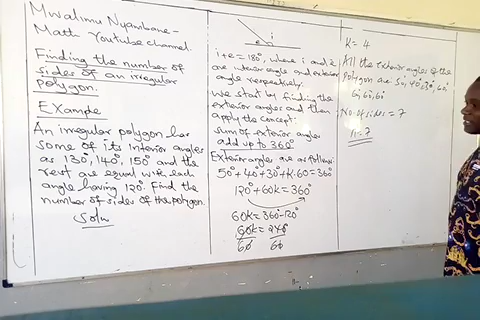 Mwalimu Nyambane-
Math Youtube channel.
Finding the number of
sides of an irregular
polygon.
EXample
An irregular polygon has
some of its interior angles
as 130°, 140°, 150° and the
rest are equal with each
angle having 120°. Find the
number of sides of the polygon.
Soln
i e
i+e=180°, where i and e
are interior angle and exterior
angle respectively.
We start by finding the
exterior angles and then
apply the concept:
sum of exterior angles
add up to 360°
Exterior angles are as follows:
50°+40°+30°+K·60=360°
120°+60K=360°
60K=360°-120°
60K=240°
60 60
K=4
All the exterior angles of the
Polygon are 50, 40, 30, 60,
60, 60, 60
No. of sides = 7
n=7